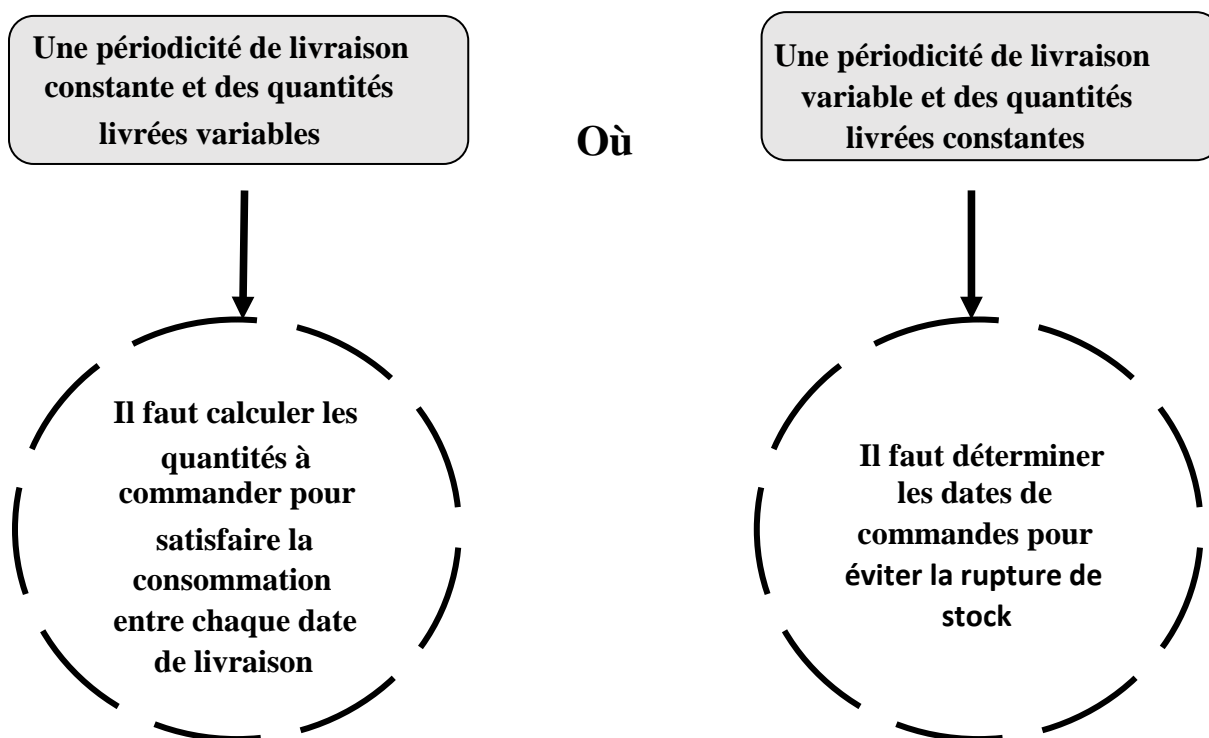 Une périodicité de livraison
constante et des quantités
livrées variables
Où
Une périodicité de livraison
variable et des quantités
livrées constantes
Il faut calculer les
quantités à
commander pour
satisfaire la
consommation
entre chaque date
de livraison
Il faut déterminer
les dates de
commandes pour
éviter la rupture de
stock